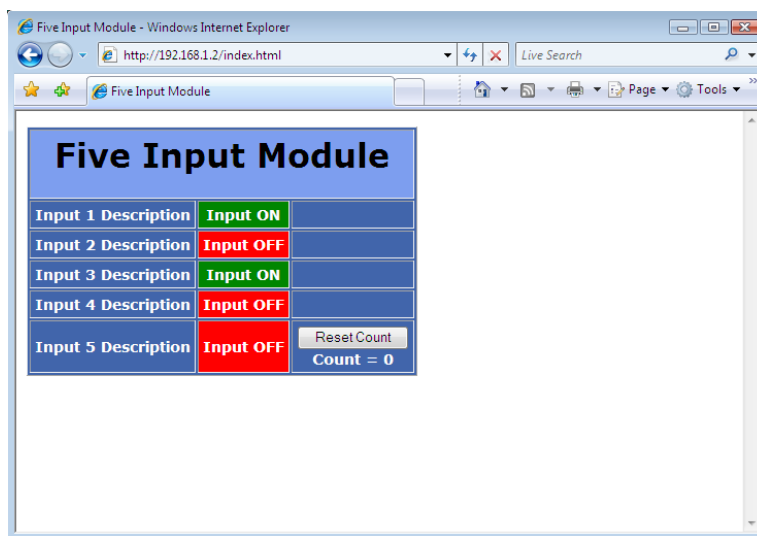 Five Input Module - Windows Internet Explorer
http://192.168.1.2/index.html
Live Search
Five Input Module
Page
Tools
Five Input Module
Input 1 Description Input ON
Input 2 Description Input OFF
Input 3 Description Input ON
Input 4 Description Input OFF
Input 5 Description Input OFF
Reset Count
Count = 0